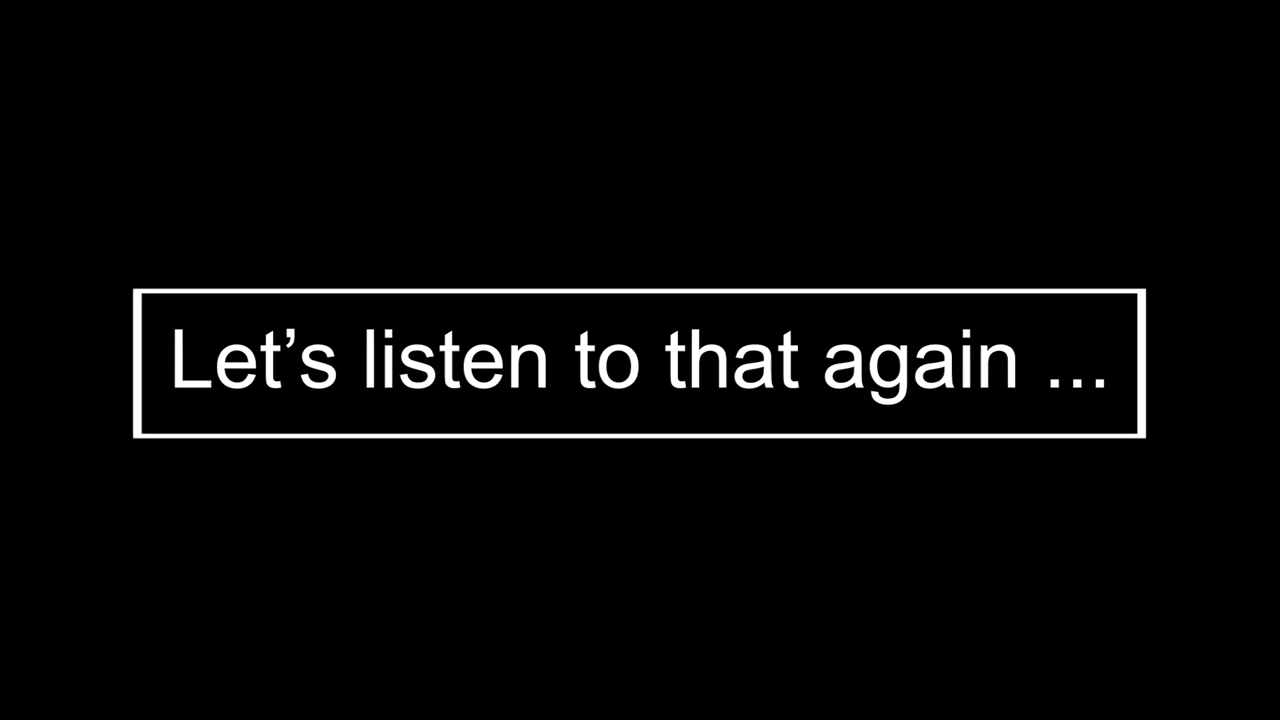 Let’s listen to that again ...